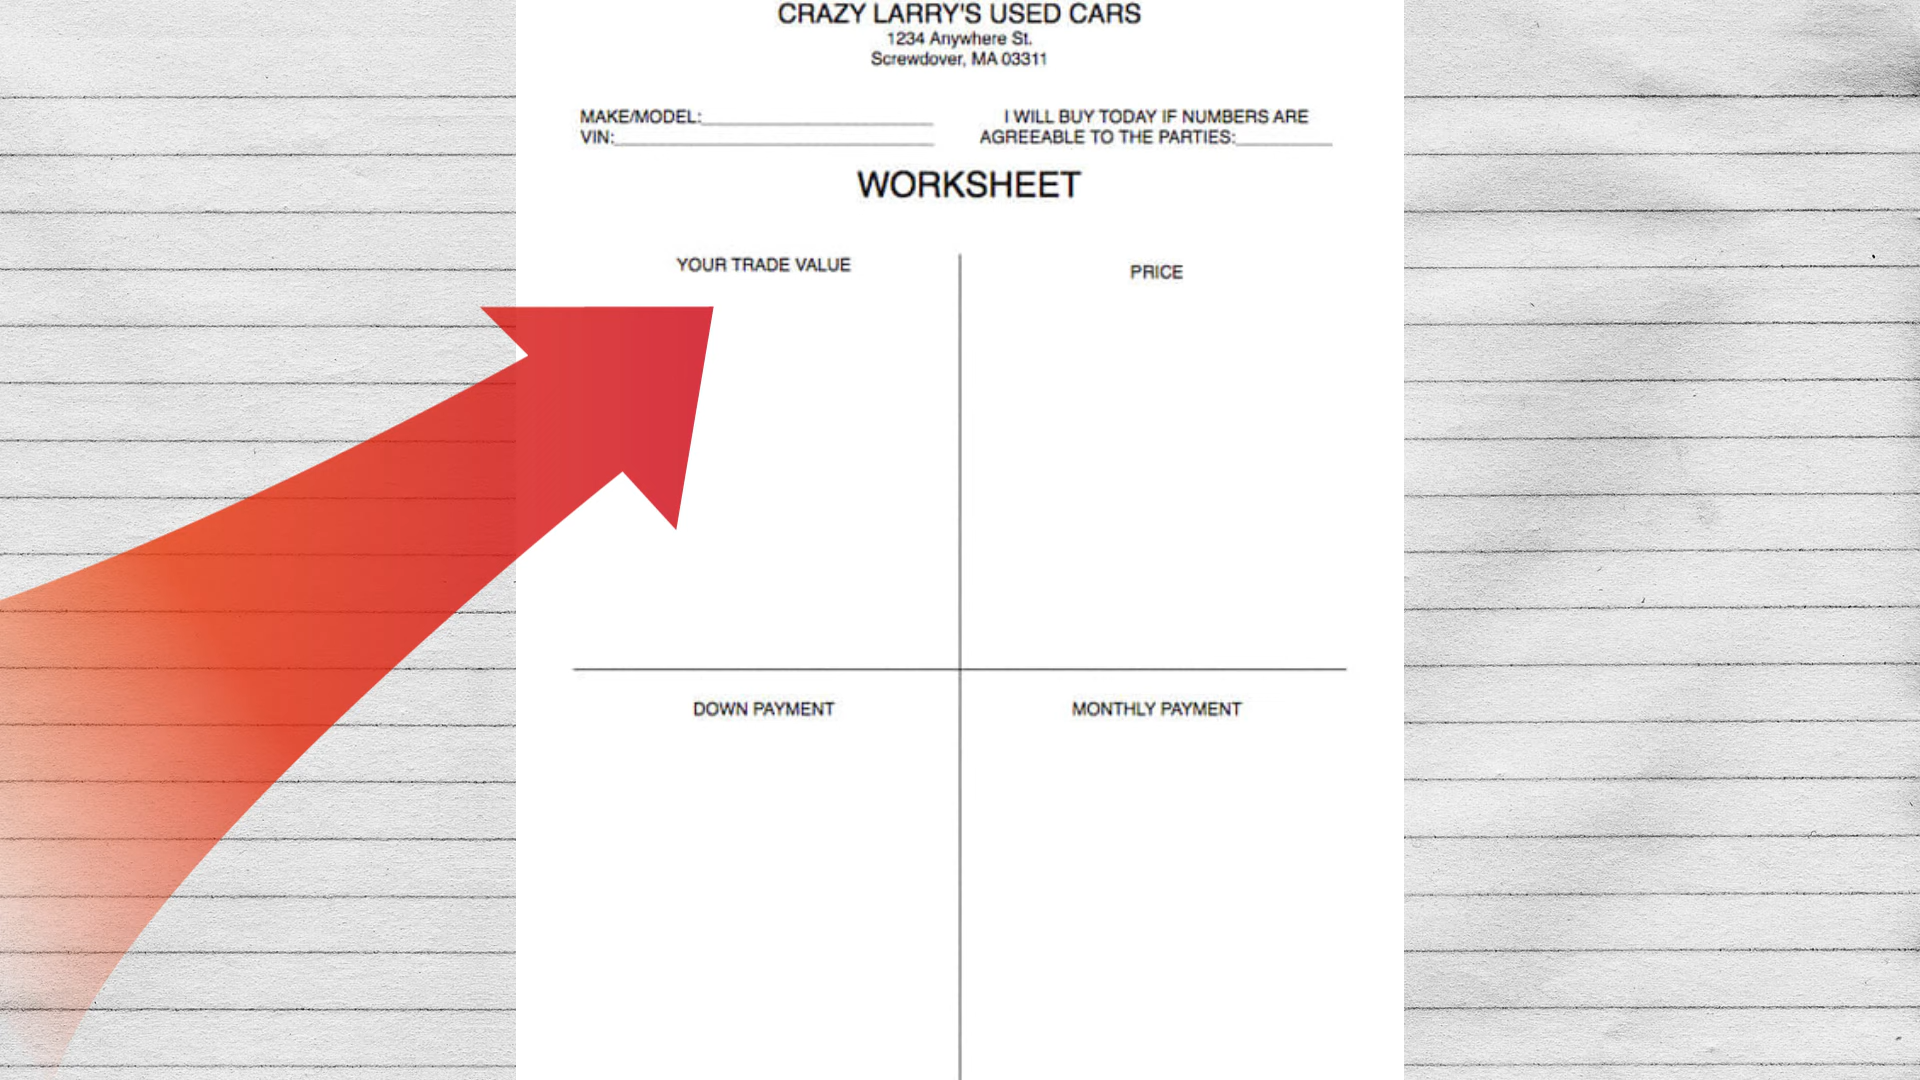 CRAZY LARRY'S USED CARS
1234 Anywhere St.
Screwdover, MA 03311
MAKE/MODEL:
VIN:
I WILL BUY TODAY IF NUMBERS ARE
AGREEABLE TO THE PARTIES:
WORKSHEET
YOUR TRADE VALUE
PRICE
DOWN PAYMENT
MONTHLY PAYMENT